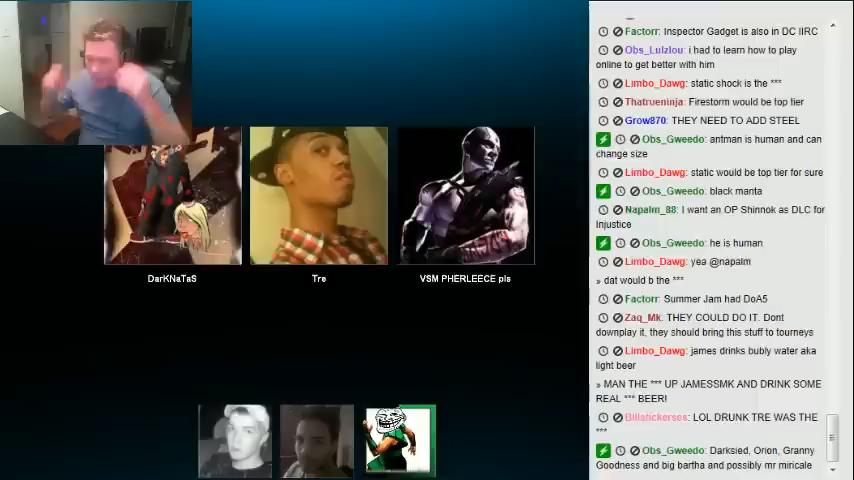 Factorr: Inspector Gadget is also in DC IIRC
Obs_Lulzlou: i had to learn how to play
online to get better with him
Limbo_Dawg: static shock is the ***
Thatrueninja: Firestorm would be top tier
Grow870: THEY NEED TO ADD STEEL
Obs_Gweedo: antman is human and can
change size
Limbo_Dawg: static would be top tier for sure
Obs_Gweedo: black manta
Napalm_88: I want an OP Shinnok as DLC for
Injustice
Obs_Gweedo: he is human
Limbo_Dawg: yea @napalm
» dat would b the ***
Factorr: Summer Jam had DoA5
Zaq_Mk: THEY COULD DO IT. Dont
downplay it, they should bring this stuff to tourneys
Limbo_Dawg: james drinks bubly water aka
light beer
» MAN THE *** UP JAMESSMK AND DRINK SOME
REAL *** BEER!
Billstickerses: LOL DRUNK TRE WAS THE
***
Obs_Gweedo: Darksied, Orion, Granny
Goodness and big bartha and possibly mr miricale
DarKNaTaS
Tre
VSM PHERLEECE pls